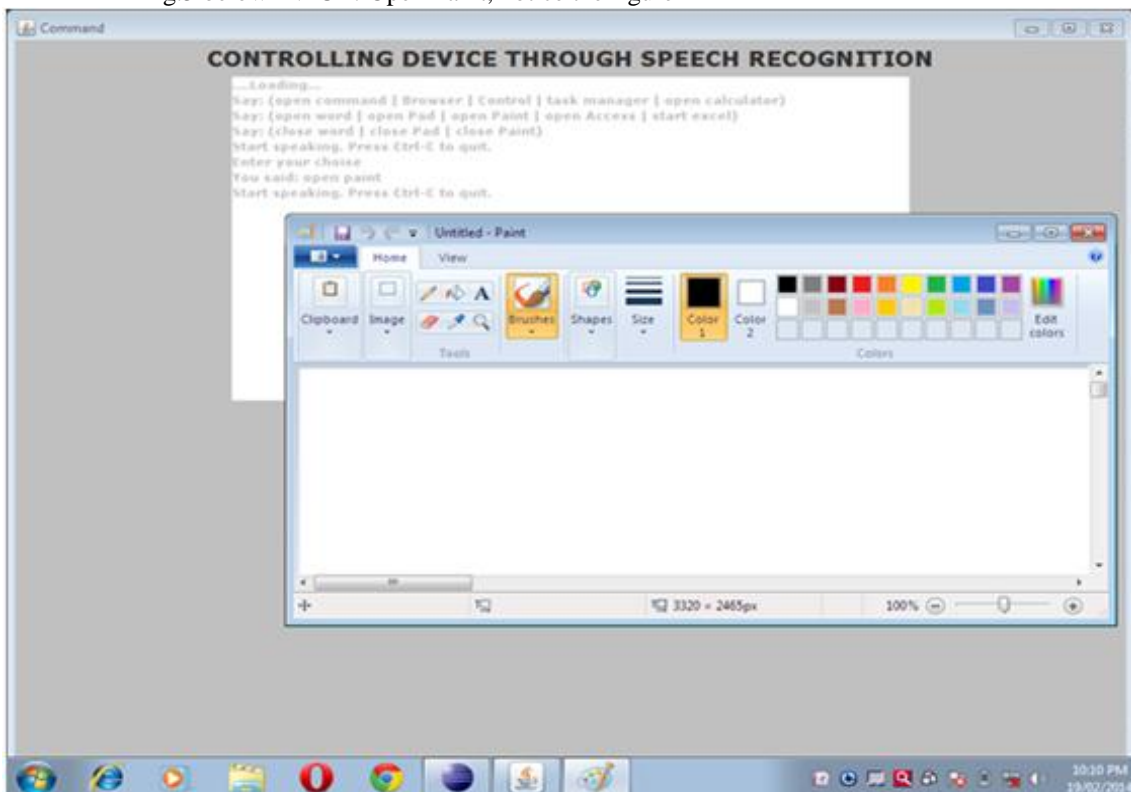 Command
CONTROLLING DEVICE THROUGH SPEECH RECOGNITION
...Loading...
Say: (open command | Browser | Control | task manager | open calculator)
Say: (open word | open Pad | open Paint | open Access | start excel)
Say: (close word | close Pad | close Paint)
Start speaking. Press Ctrl-C to quit.
Enter your choise
You said: open paint
Start speaking. Press Ctrl-C to quit.
Untitled - Paint
Home View
Clipboard Image Brushes Shapes Size Color 1 Color 2 Edit colors
Tools Colors
3320 × 2465px 100%
10:10 PM